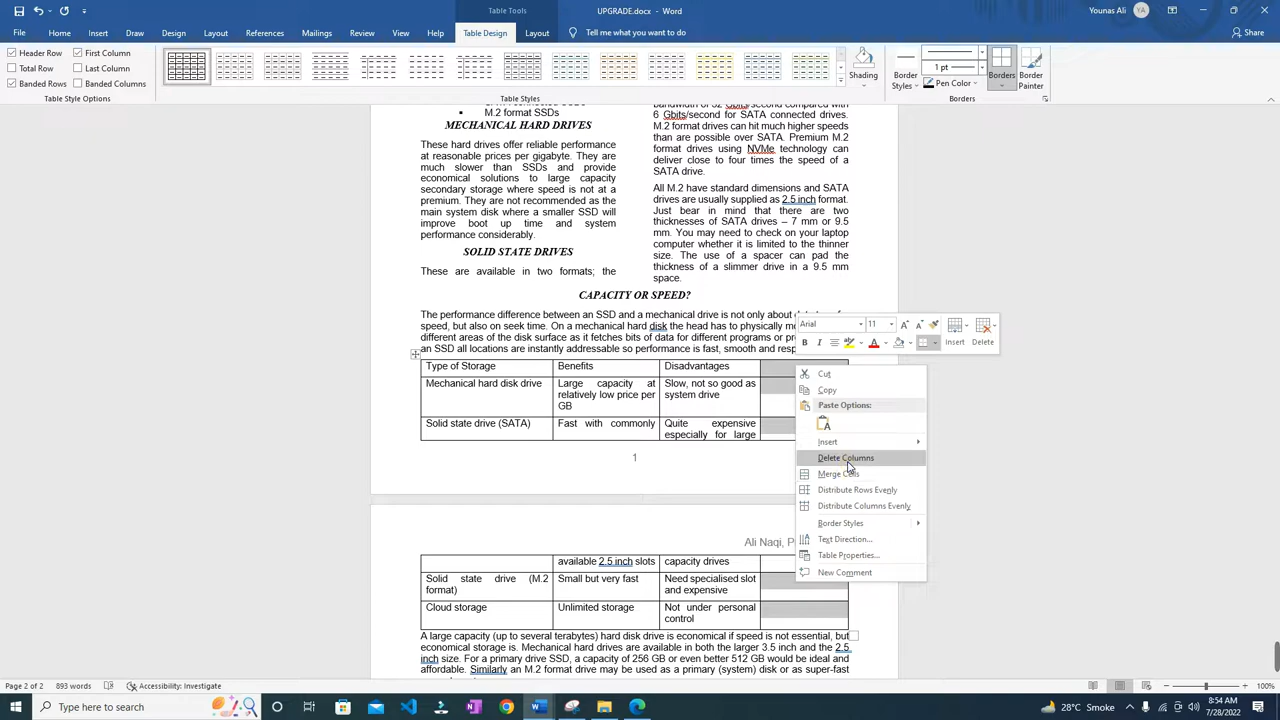 Table Tools
UPGRADE.docx - Word
Younas Ali
YA
File
Home
Insert
Draw
Design
Layout
References
Mailings
Review
View
Help
Table Design
Layout
Tell me what you want to do
Share
Header Row
First Column
Total Row
Last Column
Banded Rows
Banded Columns
Table Style Options
Table Styles
Shading
Border Styles
1 pt
Pen Color
Borders
Border Painter
Borders
M.2 format SSDs
MECHANICAL HARD DRIVES
These hard drives offer reliable performance
at reasonable prices per gigabyte. They are
much slower than SSDs and provide
economical solutions to large capacity
secondary storage where speed is not at a
premium. They are not recommended as the
main system disk where a smaller SSD will
improve boot up time and system
performance considerably.
SOLID STATE DRIVES
These are available in two formats; the
bandwidth of 32 Gbits/second compared with
6 Gbits/second for SATA connected drives.
M.2 format drives can hit much higher speeds
than are possible over SATA. Premium M.2
format drives using NVMe technology can
deliver close to four times the speed of a
SATA drive.
All M.2 have standard dimensions and SATA
drives are usually supplied as 2.5 inch format.
Just bear in mind that there are two
thicknesses of SATA drives – 7 mm or 9.5
mm. You may need to check on your laptop
computer whether it is limited to the thinner
size. The use of a spacer can pad the
thickness of a slimmer drive in a 9.5 mm
space.
CAPACITY OR SPEED?
The performance difference between an SSD and a mechanical drive is not only about
speed, but also on seek time. On a mechanical hard disk the head has to physically
different areas of the disk surface as it fetches bits of data for different programs or
an SSD all locations are instantly addressable so performance is fast, smooth and
Type of Storage
Benefits
Disadvantages
Mechanical hard disk drive
Large capacity at
relatively low price per
GB
Slow, not so good as
system drive
Solid state drive (SATA)
Fast with commonly
Quite expensive
especially for large
1
Ali Naqi,
available 2.5 inch slots
capacity drives
Solid state drive (M.2
format)
Small but very fast
Need specialised slot
and expensive
Cloud storage
Unlimited storage
Not under personal
control
A large capacity (up to several terabytes) hard disk drive is economical if speed is not essential, but
economical storage is. Mechanical hard drives are available in both the larger 3.5 inch and the 2.5
inch size. For a primary drive SSD, a capacity of 256 GB or even better 512 GB would be ideal and
affordable. Similarly an M.2 format drive may be used as a primary (system) disk or as super-fast
Arial
11
A
A
B
I
A
Insert
Delete
Cut
Copy
Paste Options:
A
Insert
Delete Columns
Merge Cells
Distribute Rows Evenly
Distribute Columns Evenly
Border Styles
Text Direction...
Table Properties...
New Comment
Page 2 of 2
893 words
Accessibility: Investigate
100%
Type here to search
28°C Smoke
8:54 AM
7/28/2022